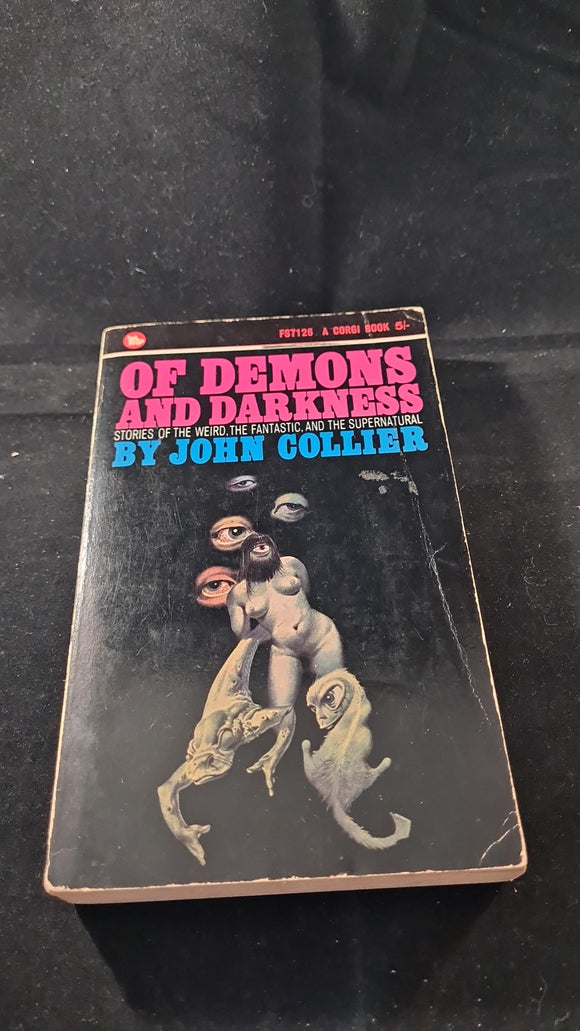 FS7126 A CORGI BOOK 5/-
OF DEMONS
AND DARKNESS
STORIES OF THE WEIRD, THE FANTASTIC, AND THE SUPERNATURAL
BY JOHN COLLIER